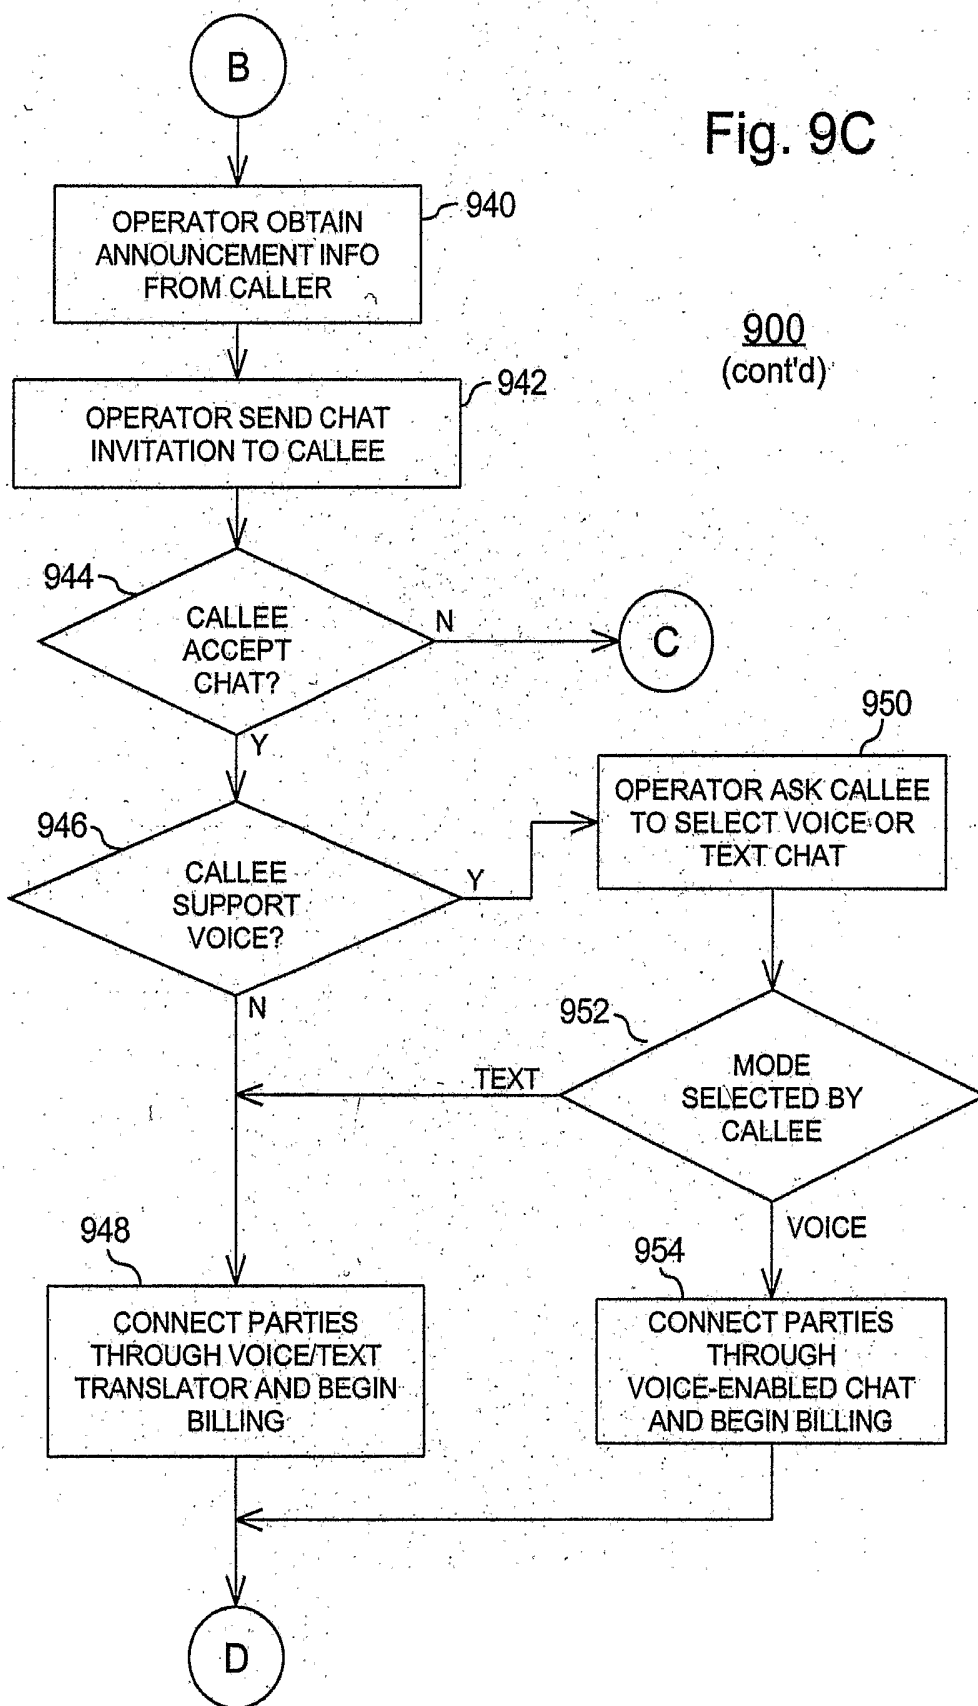 B
Fig. 9C
940
OPERATOR OBTAIN
ANNOUNCEMENT INFO
FROM CALLER
900
(cont'd)
942
OPERATOR SEND CHAT
INVITATION TO CALLEE
944
CALLEE
ACCEPT
CHAT?
N
C
Y
950
OPERATOR ASK CALLEE
TO SELECT VOICE OR
TEXT CHAT
946
CALLEE
SUPPORT
VOICE?
Y
N
952
MODE
SELECTED BY
CALLEE
TEXT
VOICE
948
CONNECT PARTIES
THROUGH VOICE/TEXT
TRANSLATOR AND BEGIN
BILLING
954
CONNECT PARTIES
THROUGH
VOICE-ENABLED CHAT
AND BEGIN BILLING
D